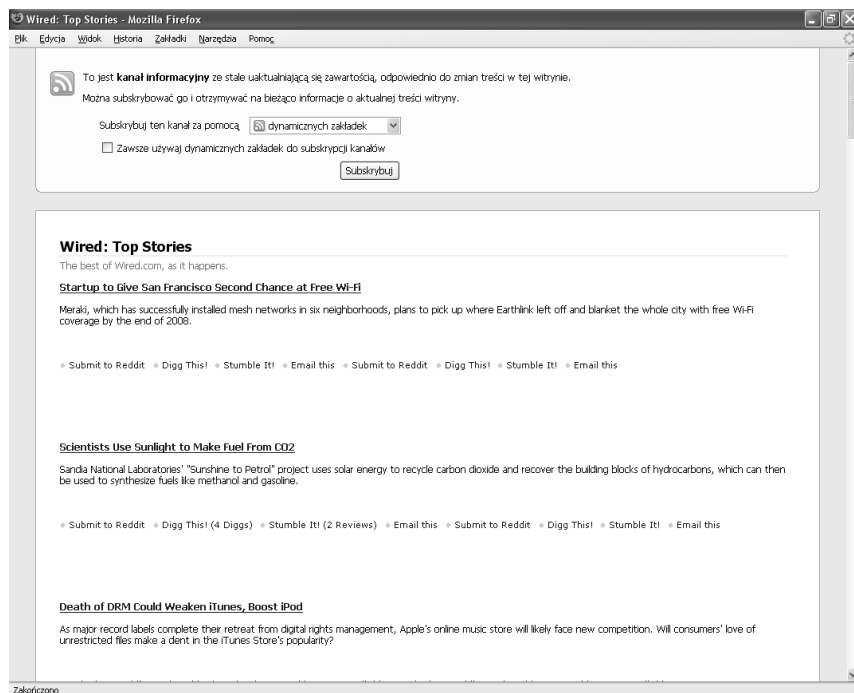 Wired: Top Stories - Mozilla Firefox
Plik Edycja Widok Historia Zakładki Narzędzia Pomoc
To jest kanał informacyjny ze stale uaktualniającą się zawartością, odpowiednio do zmian treści w tej witrynie.
Można subskrybować go i otrzymywać na bieżąco informacje o aktualnej treści witryny.
Subskrybuj ten kanał za pomocą dynamicznych zakładek
Zawsze używaj dynamicznych zakładek do subskrypcji kanałów
Subskrybuj
Wired: Top Stories
The best of Wired.com, as it happens.
Startup to Give San Francisco Second Chance at Free Wi-Fi
Meraki, which has successfully installed mesh networks in six neighborhoods, plans to pick up where Earthlink left off and blanket the whole city with free Wi-Fi
coverage by the end of 2008.
Submit to Reddit Digg This! Stumble It! Email this Submit to Reddit Digg This! Stumble It! Email this
Scientists Use Sunlight to Make Fuel From CO2
Sandia National Laboratories' "Sunshine to Petrol" project uses solar energy to recycle carbon dioxide and recover the building blocks of hydrocarbons, which can then
be used to synthesize fuels like methanol and gasoline.
Submit to Reddit Digg This! (4 Diggs) Stumble It! (2 Reviews) Email this Submit to Reddit Digg This! Stumble It! Email this
Death of DRM Could Weaken iTunes, Boost iPod
As major record labels complete their retreat from digital rights management, Apple's online music store will likely face new competition. Will consumers' love of
unrestricted files make a dent in the iTunes Store's popularity?
Zakończono